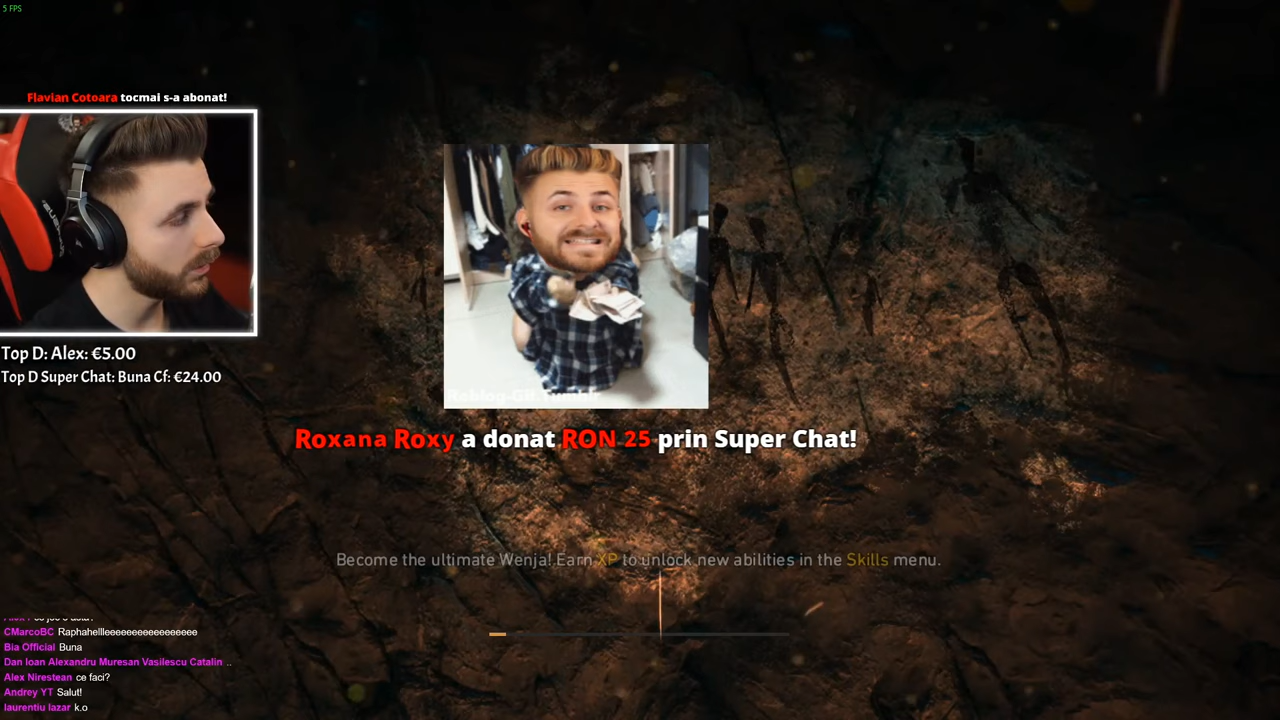 5 FPS
Flavian Cotoara tocmai s-a abonat!
Top D: Alex: €5.00
Top D Super Chat: Buna Cf: €24.00
Reblog-Gif.Tumblr
Roxana Roxy a donat RON 25 prin Super Chat!
Become the ultimate Wenja! Earn XP to unlock new abilities in the Skills menu.
CMarcoBC Raphahellleeeeeeeeeeeeeeeee
Bia Official Buna
Dan Ioan Alexandru Muresan Vasilescu Catalin ..
Alex Nirestean ce faci?
Andrey YT Salut!
laurentiu lazar k.o